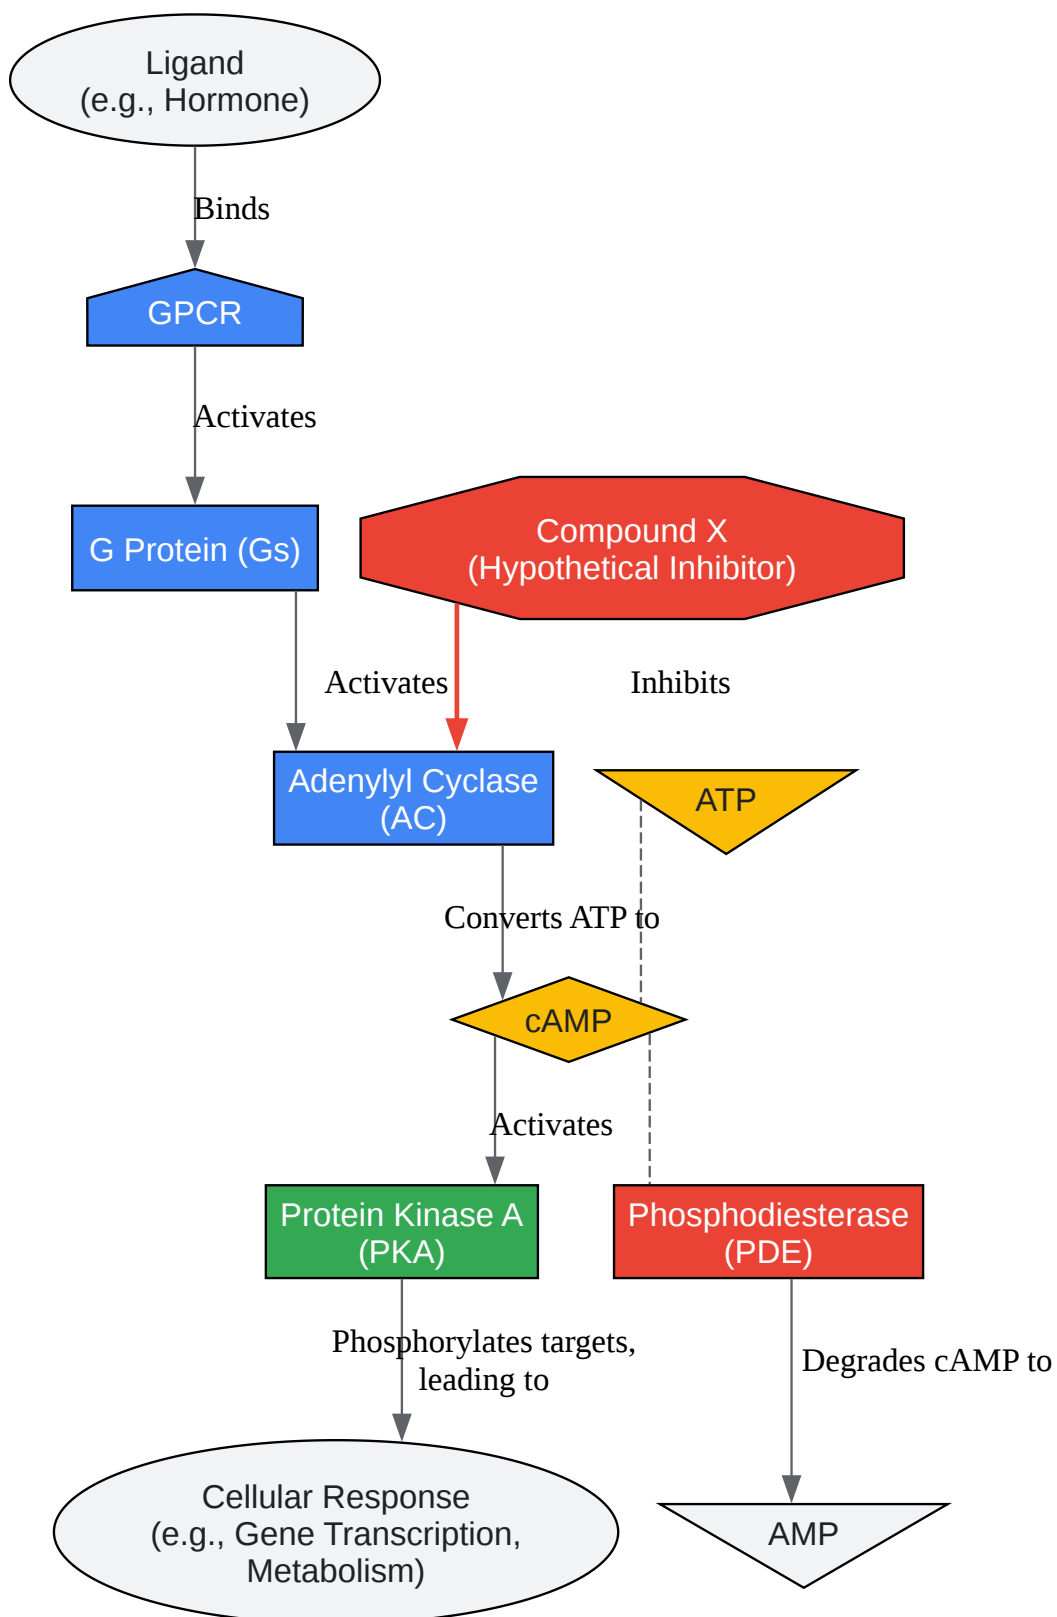 Ligand
(e.g., Hormone)
Binds
GPCR
Activates
G Protein (Gs)
Compound X
(Hypothetical Inhibitor)
Activates
Inhibits
Adenylyl Cyclase
(AC)
ATP
Converts ATP to
cAMP
Activates
Protein Kinase A
(PKA)
Phosphodiesterase
(PDE)
Phosphorylates targets,
leading to
Degrades cAMP to
Cellular Response
(e.g., Gene Transcription,
Metabolism)
AMP